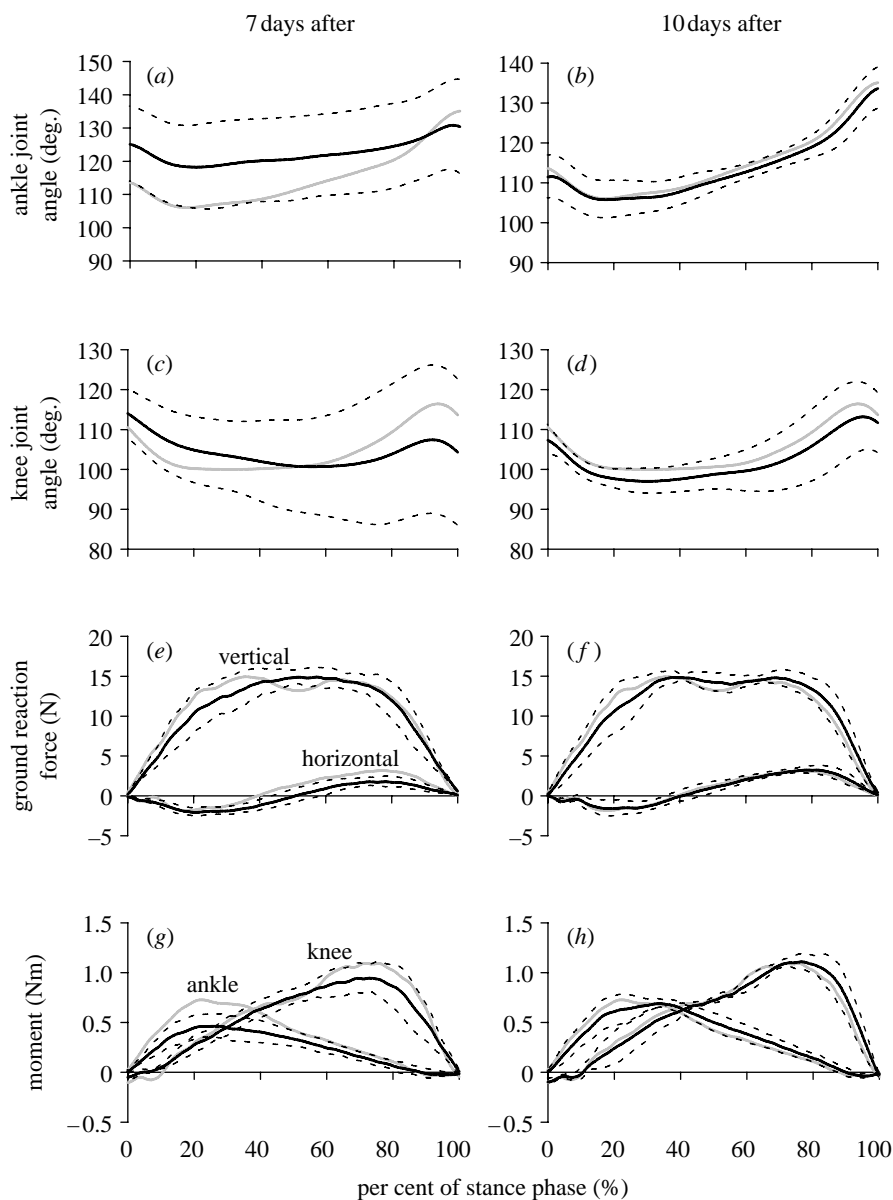 7 days after
10 days after
(a)
(b)
ankle joint
angle (deg.)
150
140
130
120
110
100
90
140
130
120
110
100
90
(c)
(d)
knee joint
angle (deg.)
130
120
110
100
90
80
130
120
110
100
90
80
(e)
vertical
horizontal
(f)
ground reaction
force (N)
20
15
10
5
0
–5
20
15
10
5
0
–5
(g)
ankle
knee
(h)
moment (Nm)
1.5
1.0
0.5
0
–0.5
1.5
1.0
0.5
0
–0.5
0 20 40 60 80 100
0 20 40 60 80 100
per cent of stance phase (%)